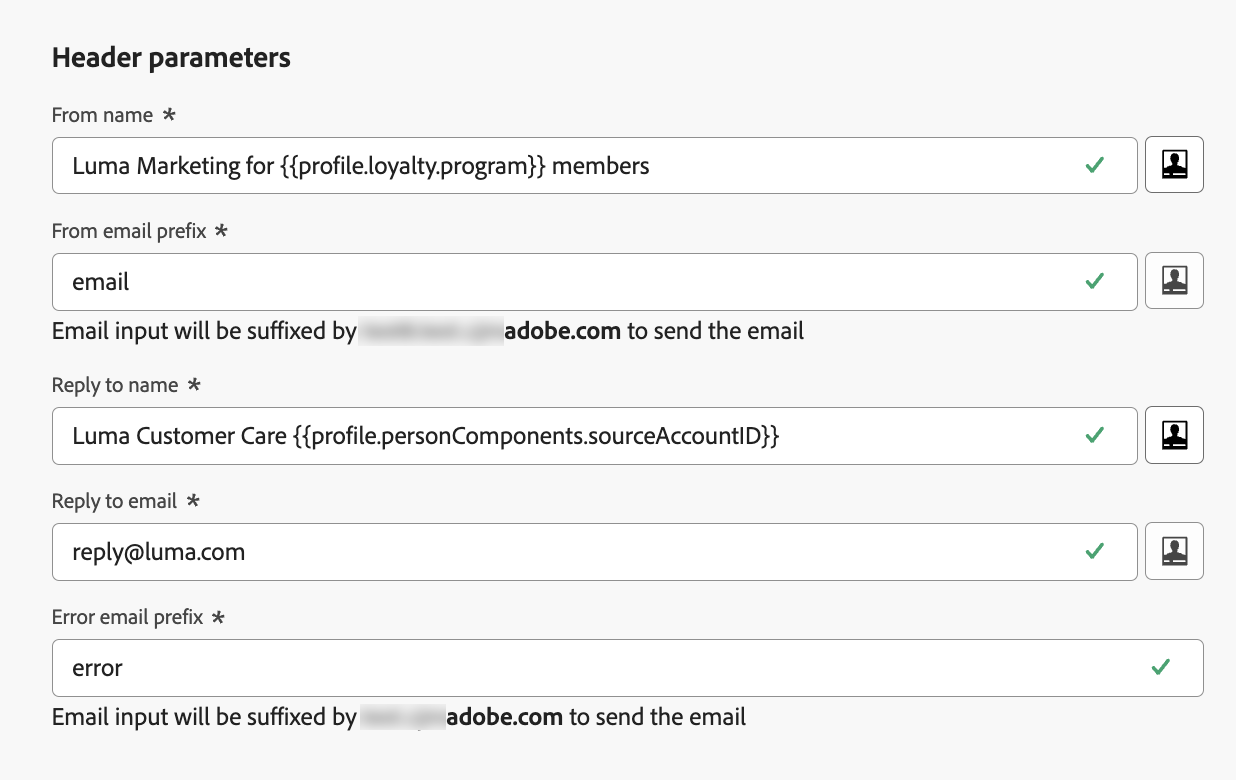 Header parameters
From name *
Luma Marketing for {{profile.loyalty.program}} members
From email prefix *
email
Email input will be suffixed by adobe.com to send the email
Reply to name *
Luma Customer Care {{profile.personComponents.sourceAccountID}}
Reply to email *
reply@luma.com
Error email prefix *
error
Email input will be suffixed by adobe.com to send the email